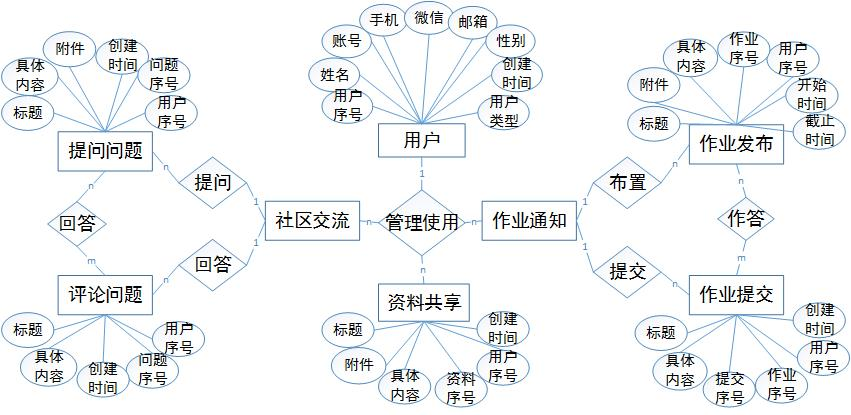 附件
创建
时间
具体
内容
问题
序号
标题
用户
序号
提问问题
n
n
提问
1
回答
社区交流
n
回答
1
m
n
评论问题
标题
具体
内容
创建
时间
问题
序号
用户
序号
手机
微信
邮箱
账号
性别
姓名
创建
时间
用户
序号
用户
类型
用户
1
管理使用
n
n
资料共享
标题
附件
具体
内容
资料
序号
用户
序号
创建
时间
作业通知
1
布置
n
1
提交
n
具体
内容
作业
序号
用户
序号
附件
开始
时间
标题
截止
时间
作业发布
n
作答
m
作业提交
标题
具体
内容
提交
序号
作业
序号
用户
序号
创建
时间